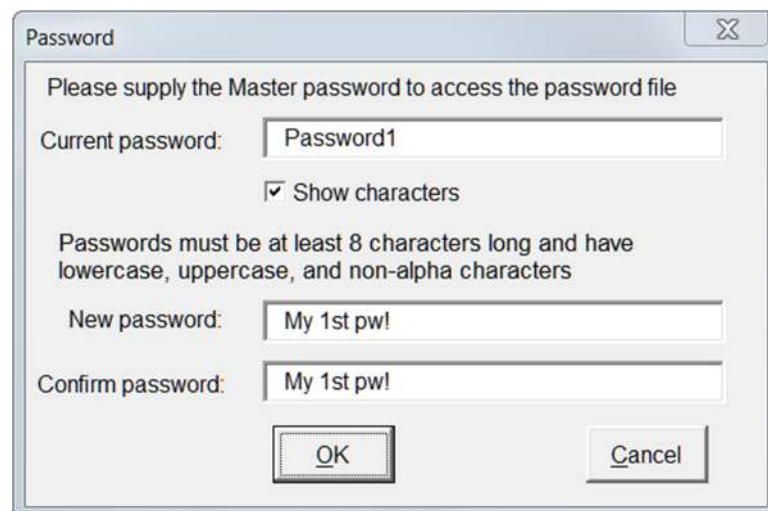 Password
Please supply the Master password to access the password file
Current password: Password1
Show characters
Passwords must be at least 8 characters long and have
lowercase, uppercase, and non-alpha characters
New password: My 1st pw!
Confirm password: My 1st pw!
OK Cancel